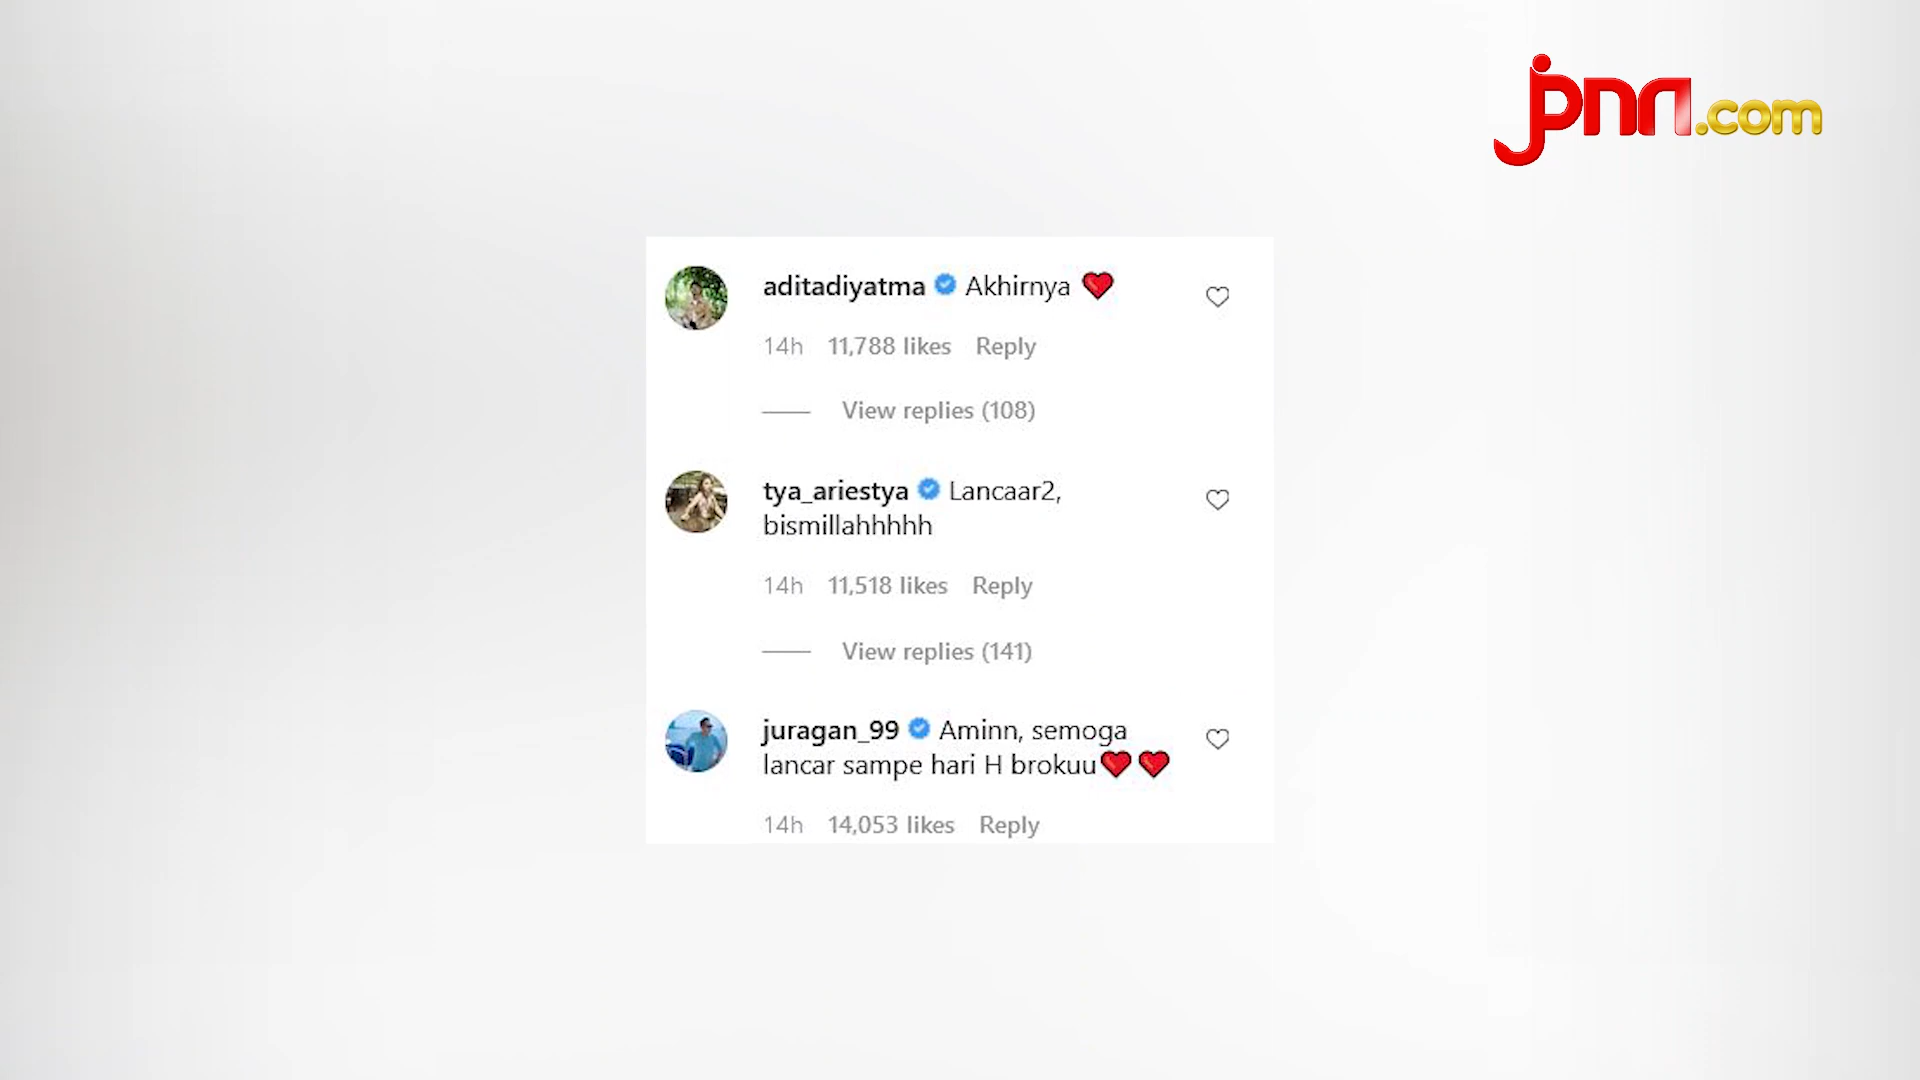 jpnn.com
aditadiyatma Akhirnya ❤️
14h 11,788 likes Reply
View replies (108)
tya_ariestya Lancaar2,
bismillahhhhh
14h 11,518 likes Reply
View replies (141)
juragan_99 Aminn, semoga
lancar sampe hari H brokuu❤️❤️
14h 14,053 likes Reply